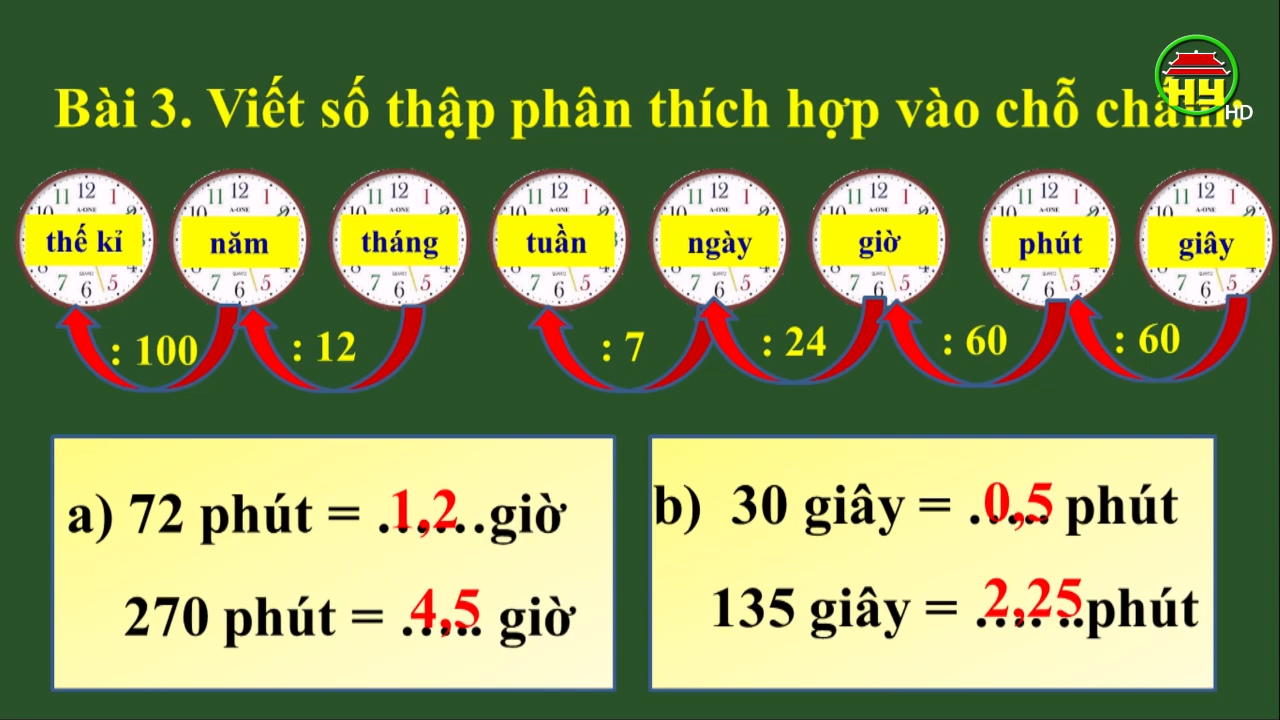 Bài 3. Viết số thập phân thích hợp vào chỗ chấm:
HY
HD
thế kỉ năm tháng tuần ngày giờ phút giây
: 100 : 12 : 7 : 24 : 60 : 60
a) 72 phút = 1,2 giờ
270 phút = 4,5 giờ
b) 30 giây = 0,5 phút
135 giây = 2,25 phút